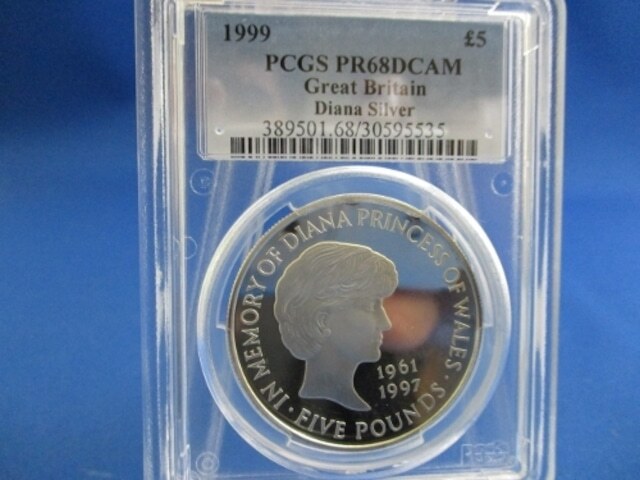 1999 £5
PCGS PR68DCAM
Great Britain
Diana Silver
389501.68/30595535
IN MEMORY OF DIANA PRINCESS OF WALES
1961
1997
· FIVE POUNDS ·
PCGS